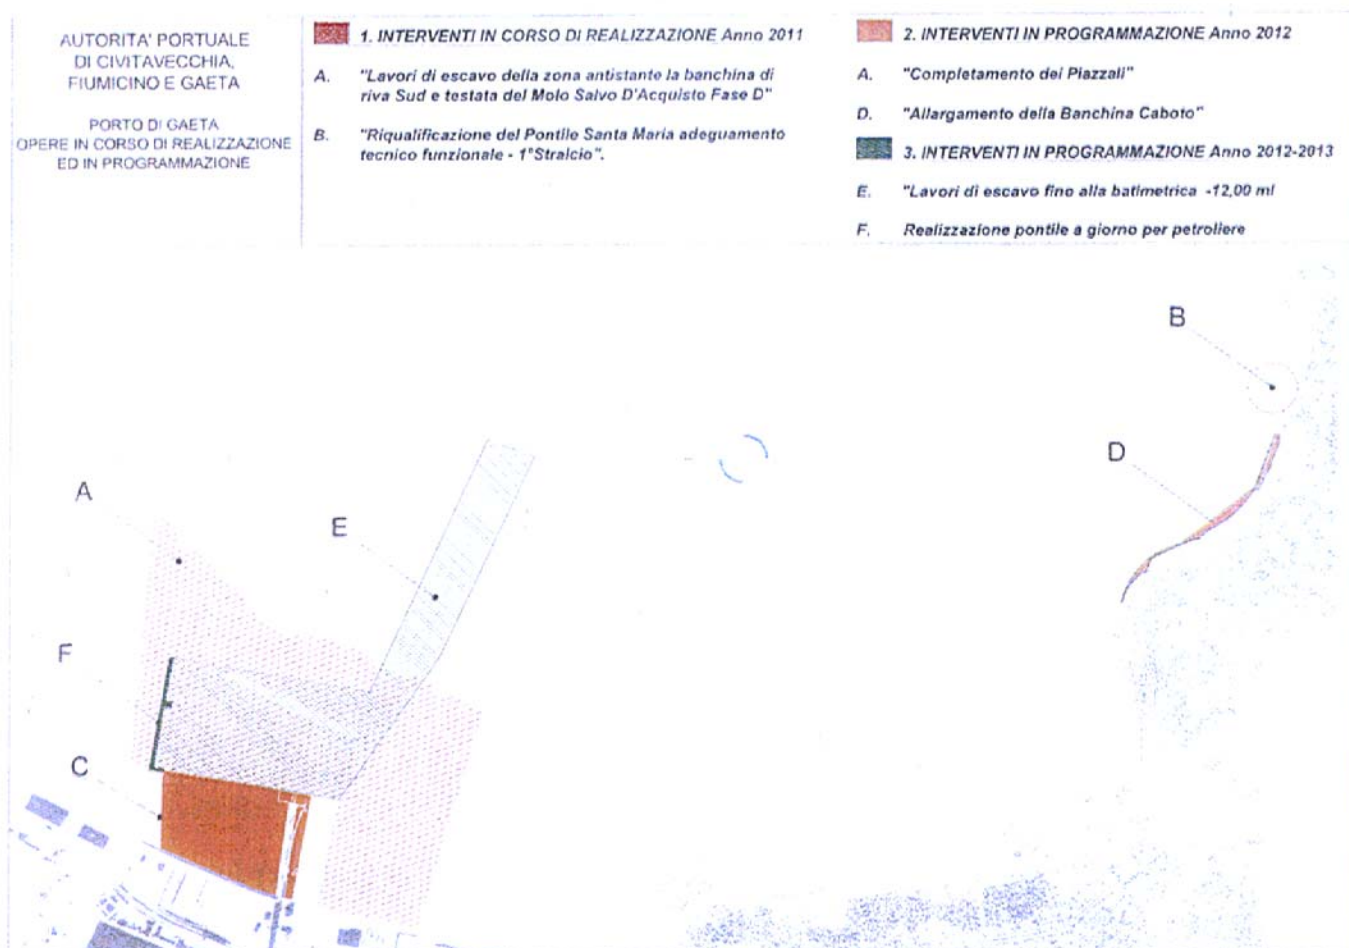 AUTORITA' PORTUALE
DI CIVITAVECCHIA,
FIUMICINO E GAETA
PORTO DI GAETA
OPERE IN CORSO DI REALIZZAZIONE
ED IN PROGRAMMAZIONE
1. INTERVENTI IN CORSO DI REALIZZAZIONE Anno 2011
A. "Lavori di escavo della zona antistante la banchina di
riva Sud e testata del Molo Salvo D'Acquisto Fase D"
B. "Riqualificazione del Pontile Santa Maria adeguamento
tecnico funzionale - 1°Stralcio".
2. INTERVENTI IN PROGRAMMAZIONE Anno 2012
A. "Completamento dei Piazzali"
D. "Allargamento della Banchina Caboto"
3. INTERVENTI IN PROGRAMMAZIONE Anno 2012-2013
E. "Lavori di escavo fino alla batimetrica -12,00 ml
F. Realizzazione pontile a giorno per petroliere
B
D
A
E
F
C